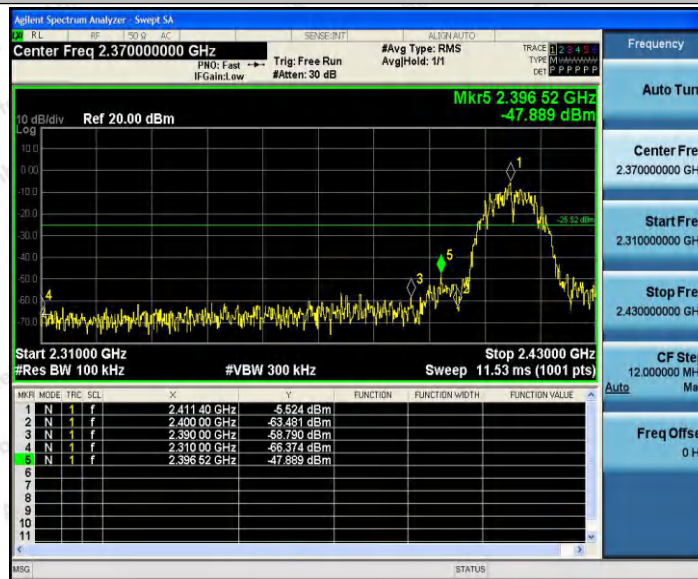 Agilent Spectrum Analyzer - Swept SA
RL RF 50 Ω AC SENSE:INT ALIGN AUTO
Center Freq 2.370000000 GHz
PNO: Fast
IFGain:Low
Trig: Free Run
#Atten: 30 dB
#Avg Type: RMS
Avg|Hold: 1/1
TRACE 1 2 3 4 5 6
TYPE M
DET P P P P P P
Frequency
Mkr5 2.396 52 GHz
-47.889 dBm
10 dB/div Ref 20.00 dBm
Log
10.0
0.00
-10.0
-20.0
-30.0
-40.0
-50.0
-60.0
-70.0
-25.52 dBm
1
5
3
2
4
Start 2.31000 GHz Stop 2.43000 GHz
#Res BW 100 kHz #VBW 300 kHz Sweep 11.53 ms (1001 pts)
MKR MODE TRC SCL X Y FUNCTION FUNCTION WIDTH FUNCTION VALUE
1 N 1 f 2.411 40 GHz -5.524 dBm
2 N 1 f 2.400 00 GHz -63.481 dBm
3 N 1 f 2.390 00 GHz -58.790 dBm
4 N 1 f 2.310 00 GHz -66.374 dBm
5 N 1 f 2.396 52 GHz -47.889 dBm
6
7
8
9
10
11
MSG STATUS
Auto Tun
Center Fre
2.370000000 GH
Start Fre
2.310000000 GH
Stop Fre
2.430000000 GH
CF Ste
12.000000 MH
Auto Ma
Freq Offse
0 H